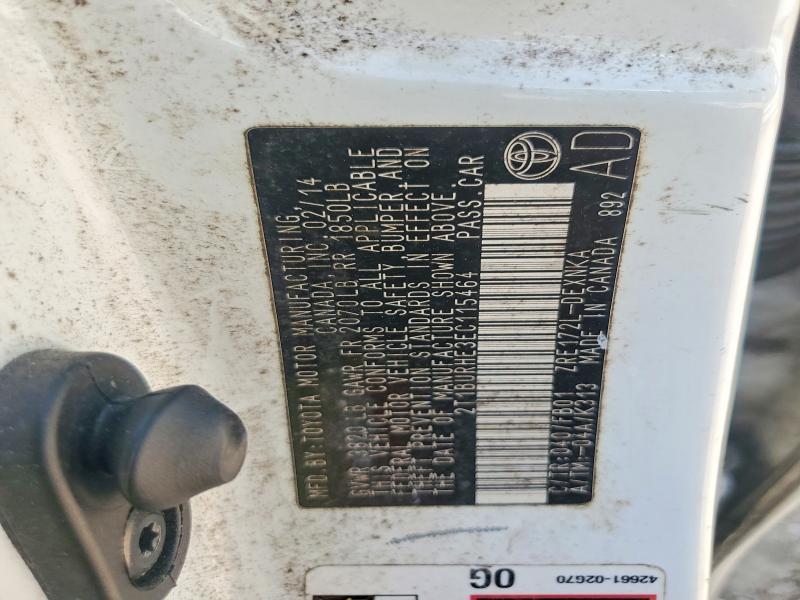 MFD.BY:TOYOTA MOTOR MANUFACTURING
CANADA, INC. 02/14
GVWR 3820 LB GAWR FR 2020LB RR 1850LB
THIS VEHICLE CONFORMS TO ALL APPLICABLE
FEDERAL MOTOR VEHICLE SAFETY, BUMPER AND
THEFT PREVENTION STANDARDS IN EFFECT ON
THE DATE OF MANUFACTURE SHOWN ABOVE.
2T1BURHE3EC115464 PASS.CAR
C/TR:040/FB01 ZRE172L-DEXNKA
A/TM:-04A/K313 MADE IN CANADA 892
AD
42661-02G70
0G